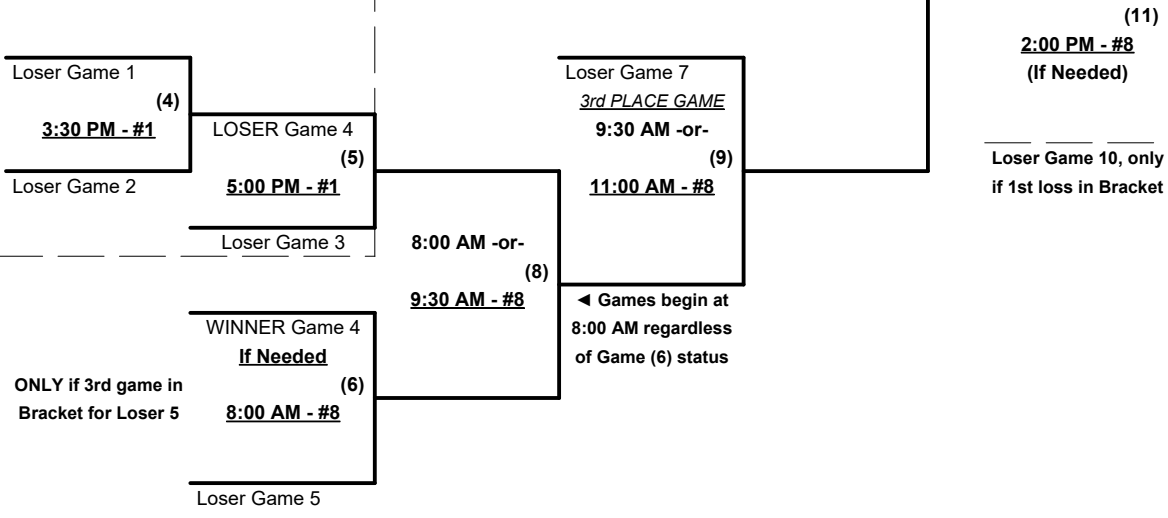 (11)
2:00 PM - #8
(If Needed)
Loser Game 1
(4)
3:30 PM - #1
Loser Game 2
LOSER Game 4
(5)
5:00 PM - #1
Loser Game 3
Loser Game 7
3rd PLACE GAME
9:30 AM -or-
(9)
11:00 AM - #8
Loser Game 10, only
if 1st loss in Bracket
8:00 AM -or-
(8)
9:30 AM - #8
◄ Games begin at
8:00 AM regardless
of Game (6) status
WINNER Game 4
If Needed
(6)
8:00 AM - #8
ONLY if 3rd game in
Bracket for Loser 5
Loser Game 5